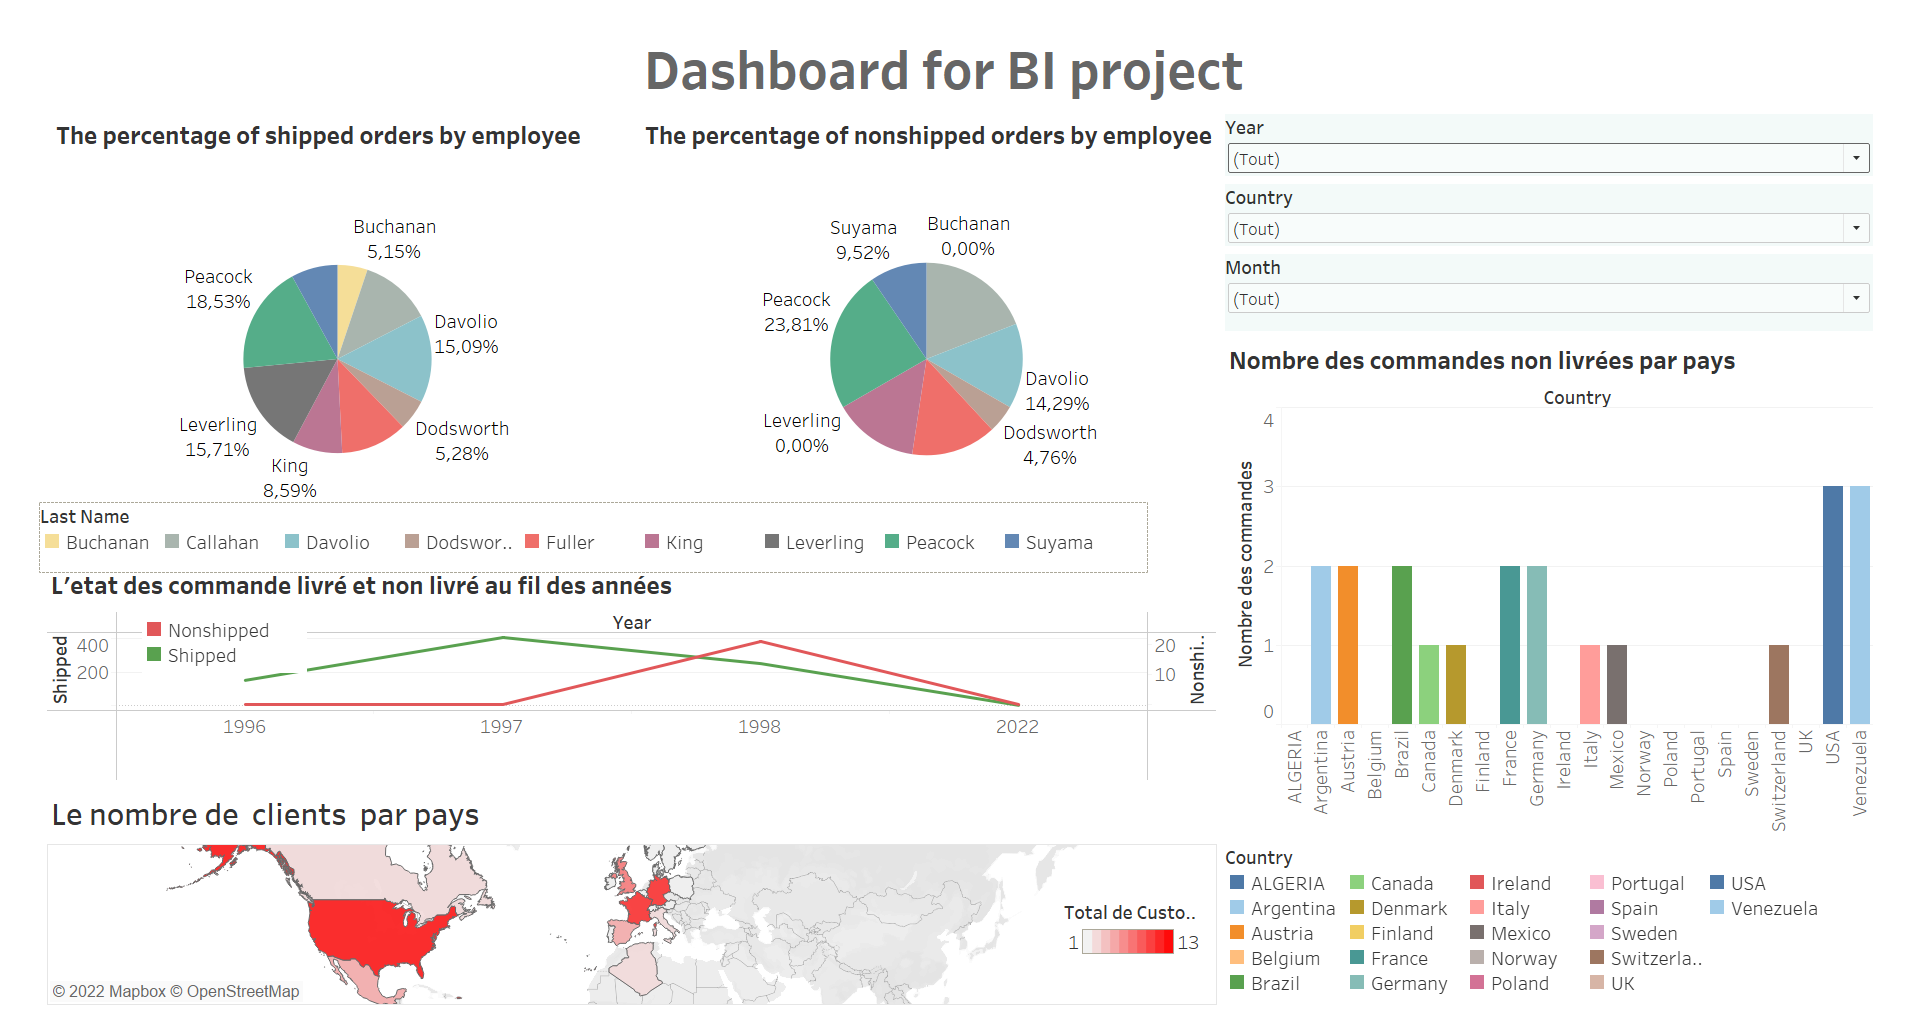 Dashboard for BI project
The percentage of shipped orders by employee
The percentage of nonshipped orders by employee
Buchanan
5,15%
Peacock
18,53%
Davolio
15,09%
Leverling
15,71%
Dodsworth
5,28%
King
8,59%
Suyama
9,52%
Buchanan
0,00%
Peacock
23,81%
Davolio
14,29%
Leverling
0,00%
Dodsworth
4,76%
Last Name
Buchanan
Callahan
Davolio
Dodswor..
Fuller
King
Leverling
Peacock
Suyama
L'etat des commande livré et non livré au fil des années
Year
Nonshipped
Shipped
Shipped
400
200
20
10
Nonshi..
1996
1997
1998
2022
Le nombre de clients par pays
Total de Custo..
1
13
© 2022 Mapbox © OpenStreetMap
Year
(Tout)
Country
(Tout)
Month
(Tout)
Nombre des commandes non livrées par pays
Country
Nombre des commandes
4
3
2
1
0
ALGERIA
Argentina
Austria
Belgium
Brazil
Canada
Denmark
Finland
France
Germany
Ireland
Italy
Mexico
Norway
Poland
Portugal
Spain
Sweden
Switzerland
UK
USA
Venezuela
Country
ALGERIA
Argentina
Austria
Belgium
Brazil
Canada
Denmark
Finland
France
Germany
Ireland
Italy
Mexico
Norway
Poland
Portugal
Spain
Sweden
Switzerla..
UK
USA
Venezuela